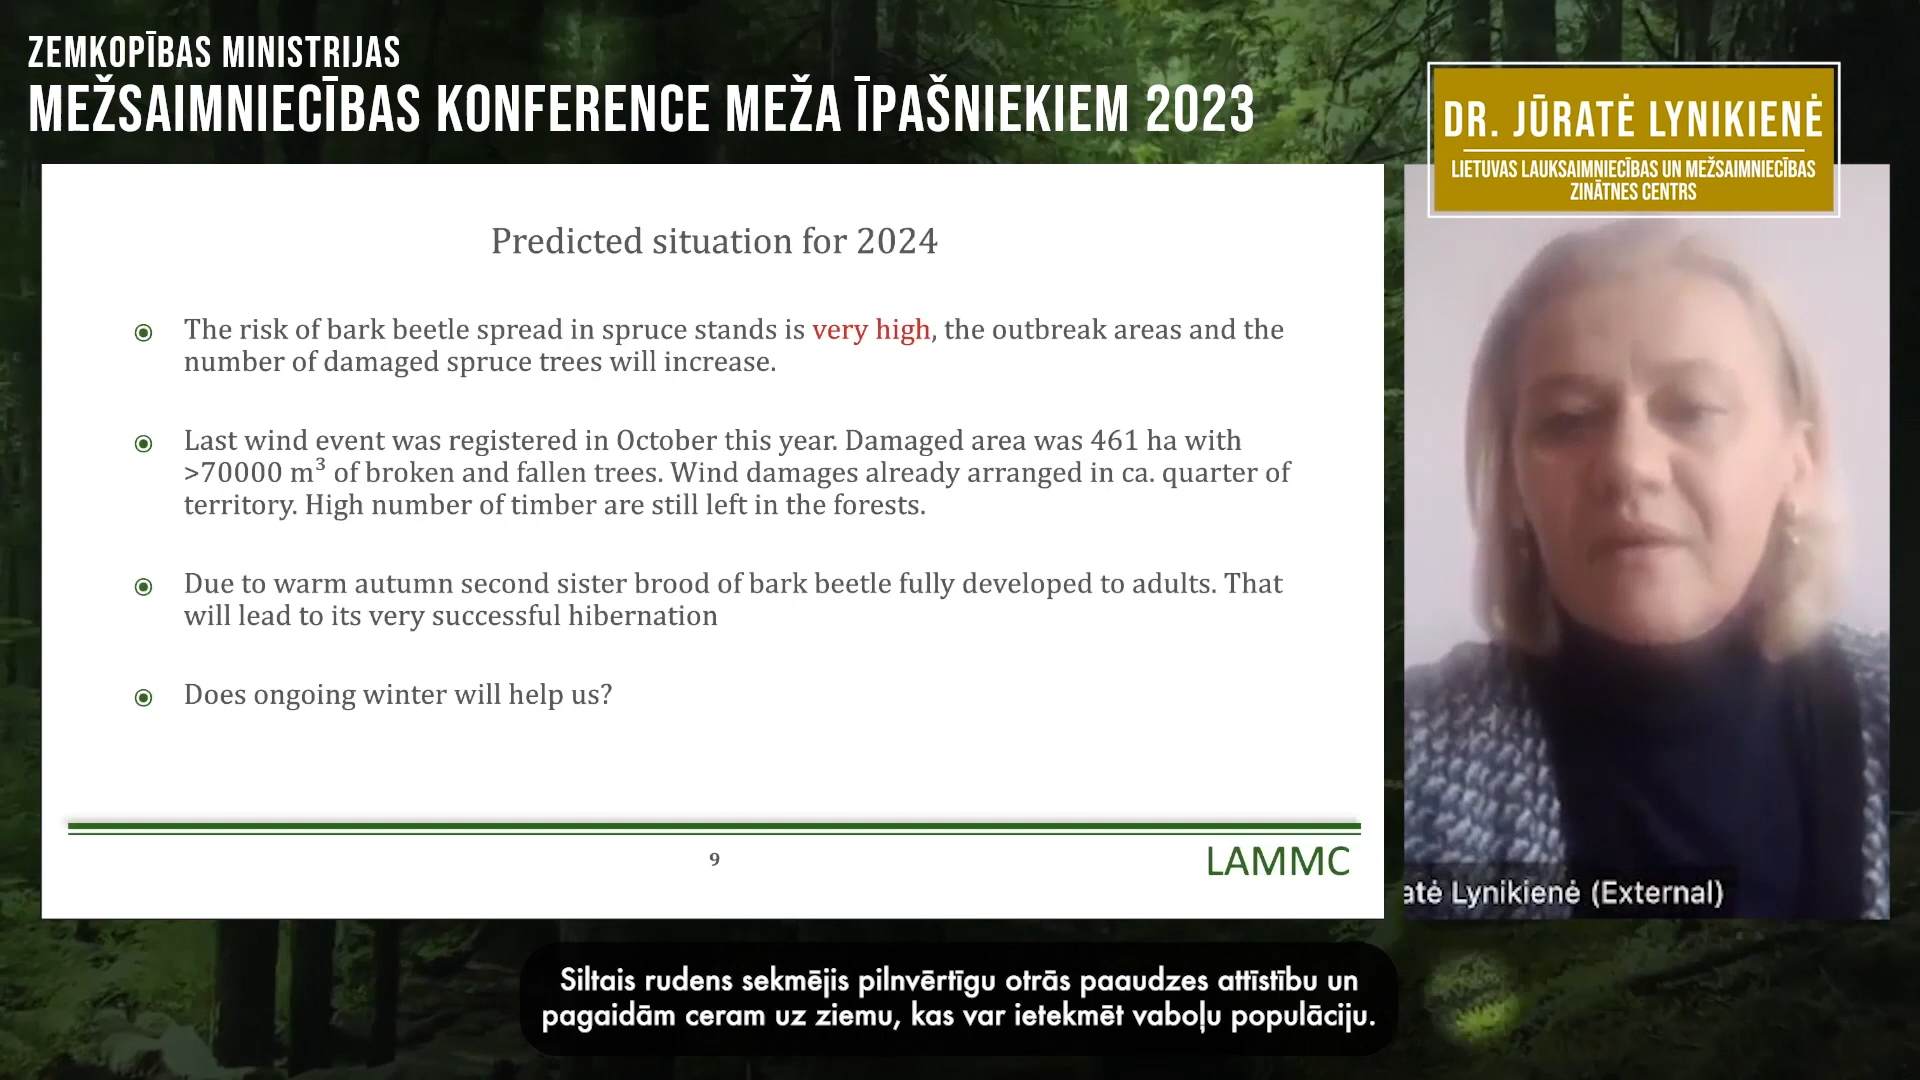 ZEMKOPĪBAS MINISTRIJAS
MEŽSAIMNIECĪBAS KONFERENCE MEŽA ĪPAŠNIEKIEM 2023
DR. JŪRATĖ LYNIKIENĖ
LIETUVAS LAUKSAIMNIECĪBAS UN MEŽSAIMNIECĪBAS
ZINĀTNES CENTRS
Predicted situation for 2024
The risk of bark beetle spread in spruce stands is very high, the outbreak areas and the
number of damaged spruce trees will increase.
Last wind event was registered in October this year. Damaged area was 461 ha with
>70000 m³ of broken and fallen trees. Wind damages already arranged in ca. quarter of
territory. High number of timber are still left in the forests.
Due to warm autumn second sister brood of bark beetle fully developed to adults. That
will lead to its very successful hibernation
Does ongoing winter will help us?
9
LAMMC
atė Lynikienė (External)
Siltais rudens sekmējis pilnvērtīgu otrās paaudzes attīstību un
pagaidām ceram uz ziemu, kas var ietekmēt vaboļu populāciju.